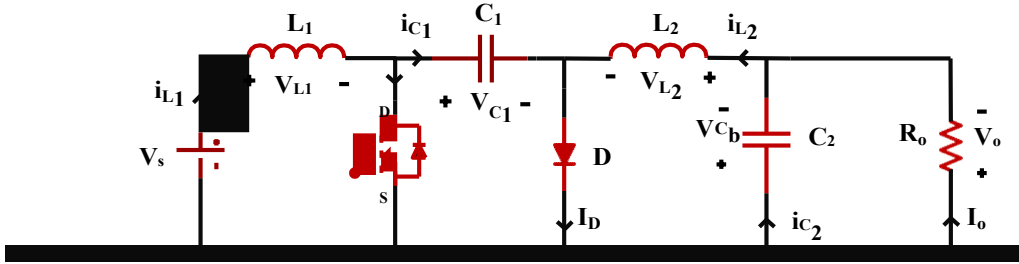 L1 iC1 C1 L2 iL2
iL1 + VL1 - + VC1 - - VL2 +
Vs D VCb - + C2 Ro - Vo +
D
S
ID iC2 Io